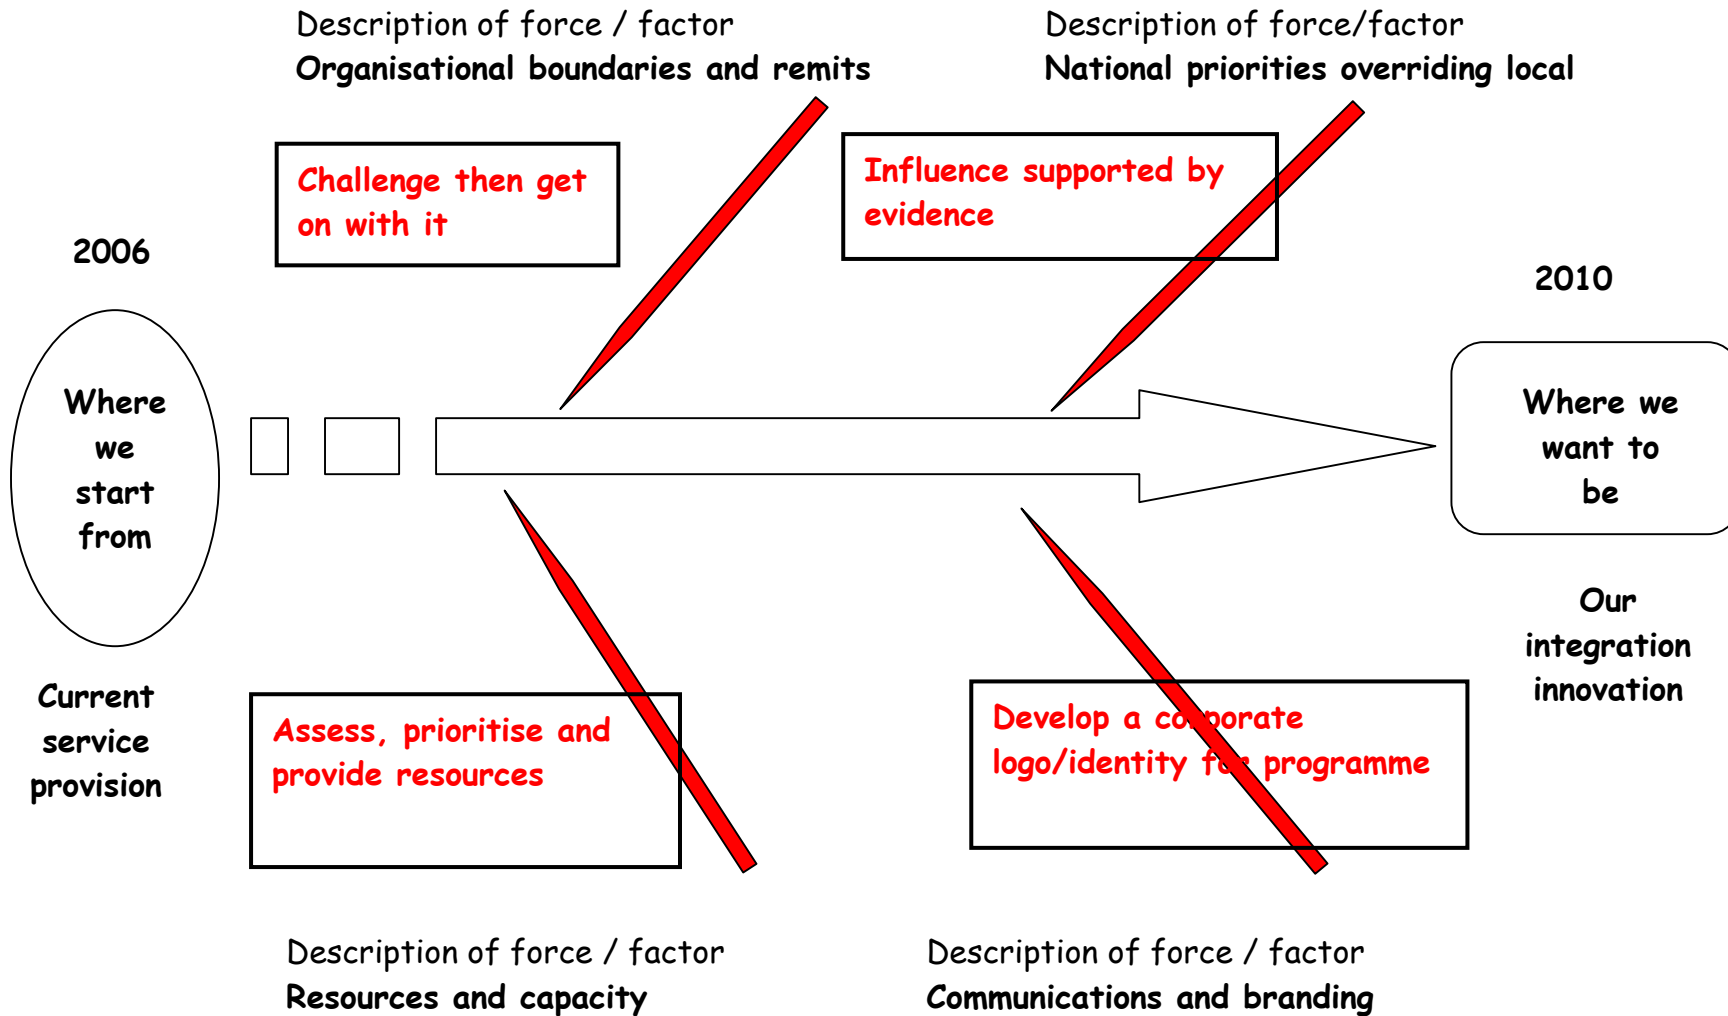 Description of force / factor
Organisational boundaries and remits
Description of force/factor
National priorities overriding local
Challenge then get
on with it
Influence supported by
evidence
2006
2010
Where
we
start
from
Where we
want to
be
Current
service
provision
Our
integration
innovation
Assess, prioritise and
provide resources
Develop a corporate
logo/identity for programme
Description of force / factor
Resources and capacity
Description of force / factor
Communications and branding